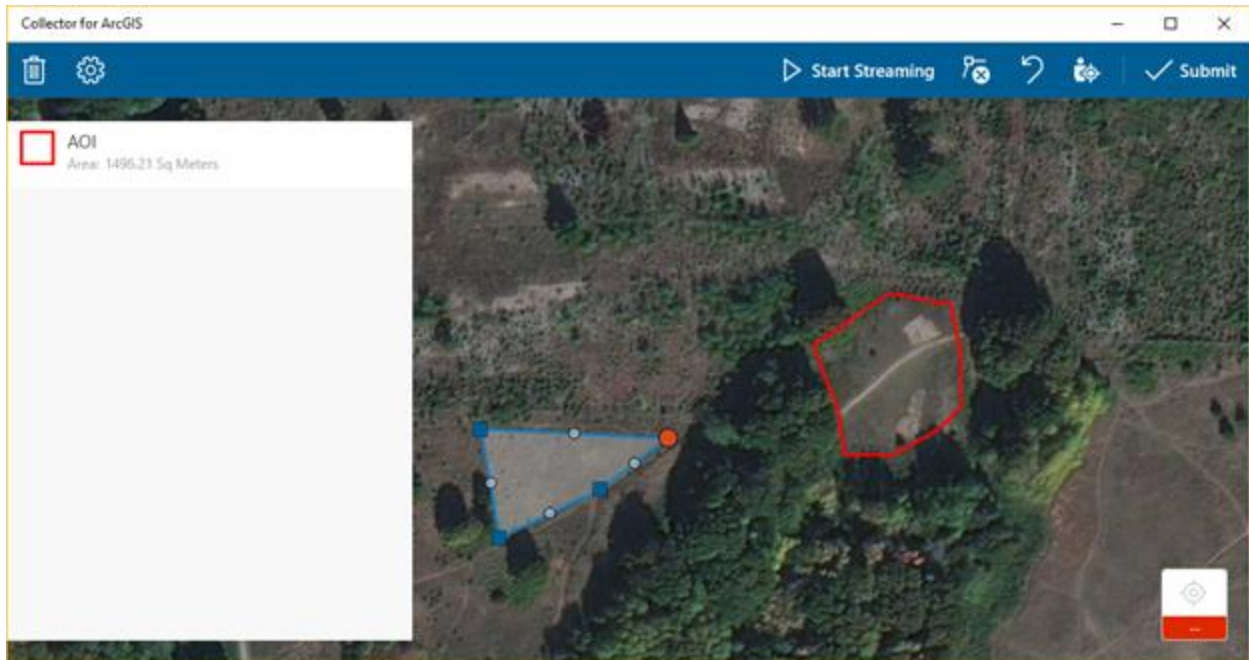 Collector for ArcGIS
Start Streaming
Submit
AOI
Area: 1496.21 Sq Meters
--